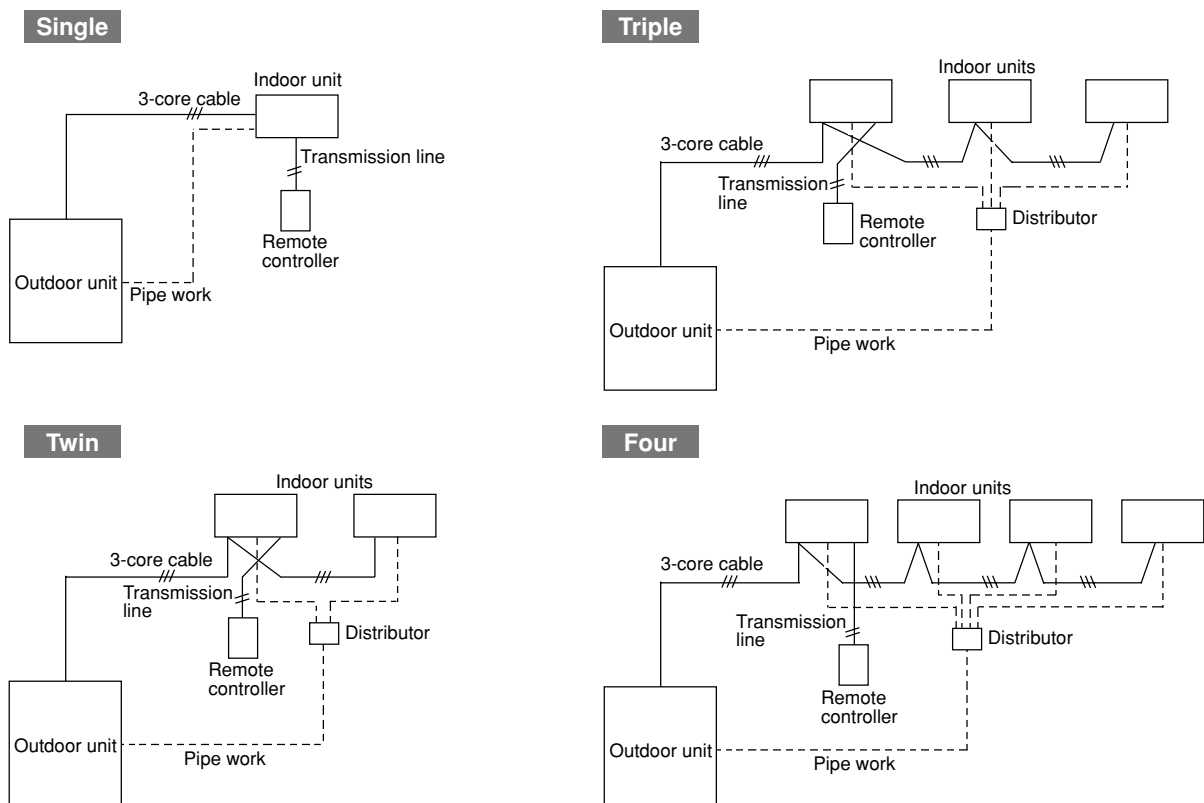 Single
Indoor unit
3-core cable
Transmission line
Remote
controller
Outdoor unit
Pipe work
Triple
Indoor units
3-core cable
Transmission
line
Remote
controller
Distributor
Outdoor unit
Pipe work
Twin
Indoor units
3-core cable
Transmission
line
Distributor
Remote
controller
Outdoor unit
Pipe work
Four
Indoor units
3-core cable
Transmission
line
Distributor
Remote
controller
Outdoor unit
Pipe work